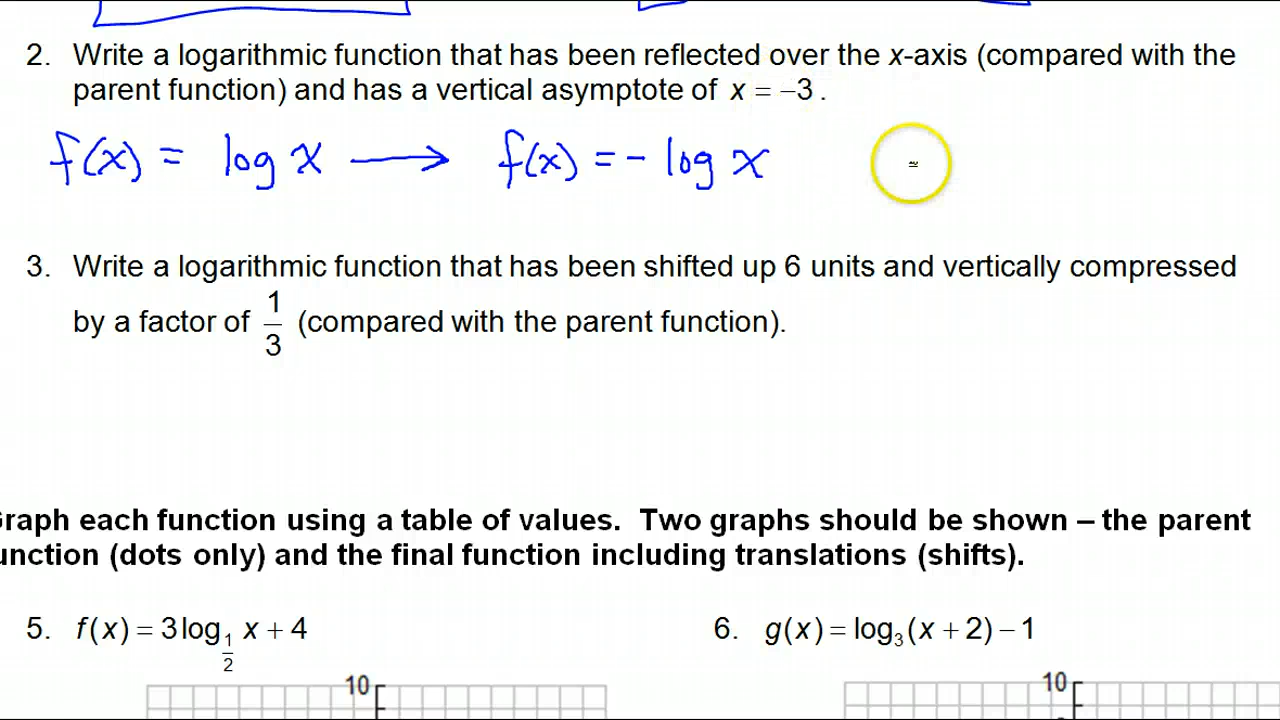 2. Write a logarithmic function that has been reflected over the x-axis (compared with the
parent function) and has a vertical asymptote of x = −3 .
f(x) = log x ⟶ f(x) = - log x
3. Write a logarithmic function that has been shifted up 6 units and vertically compressed
by a factor of 1/3 (compared with the parent function).
Graph each function using a table of values. Two graphs should be shown – the parent
unction (dots only) and the final function including translations (shifts).
5. f(x) = 3 log_{1/2} x + 4
6. g(x) = log₃(x + 2) − 1
10
10